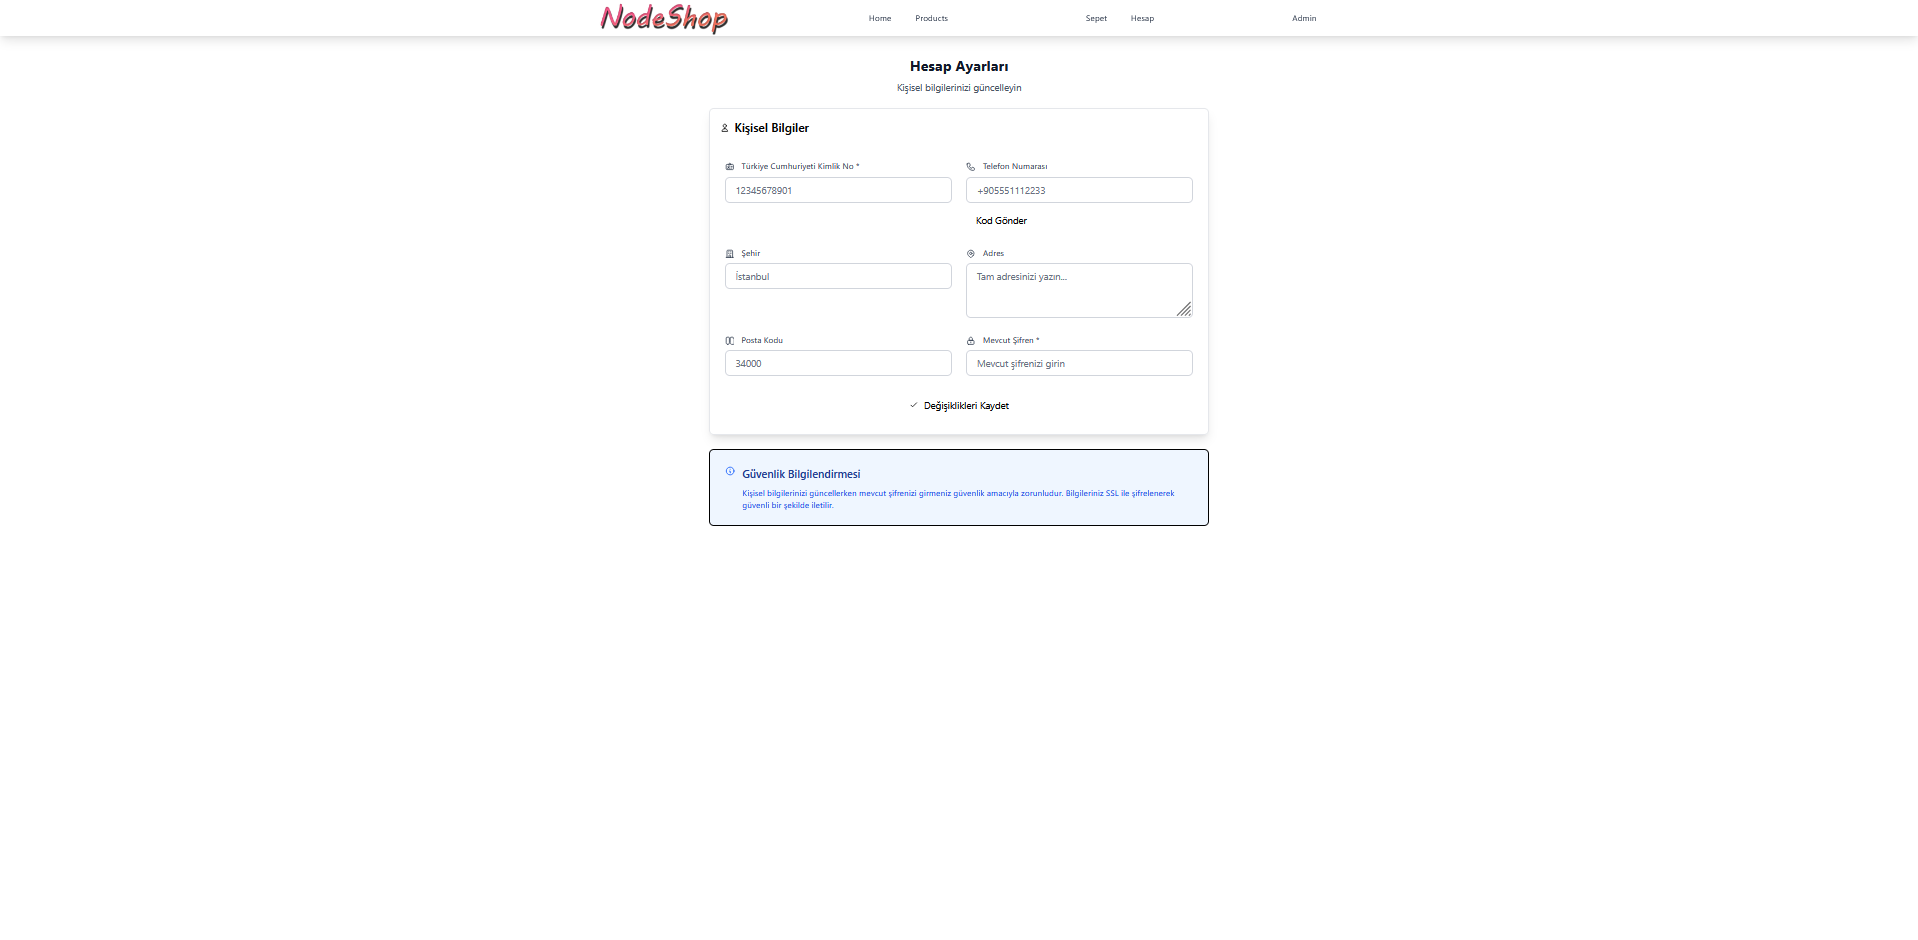 NodeShop
Home
Products
Sepet
Hesap
Admin
Hesap Ayarları
Kişisel bilgilerinizi güncelleyin
Kişisel Bilgiler
Türkiye Cumhuriyeti Kimlik No *
12345678901
Telefon Numarası
+905551112233
Kod Gönder
Şehir
İstanbul
Adres
Tam adresinizi yazın...
Posta Kodu
34000
Mevcut Şifren *
Mevcut şifrenizi girin
Değişiklikleri Kaydet
Güvenlik Bilgilendirmesi
Kişisel bilgilerinizi güncellerken mevcut şifrenizi girmeniz güvenlik amacıyla zorunludur. Bilgileriniz SSL ile şifrelenerek
güvenli bir şekilde iletilir.